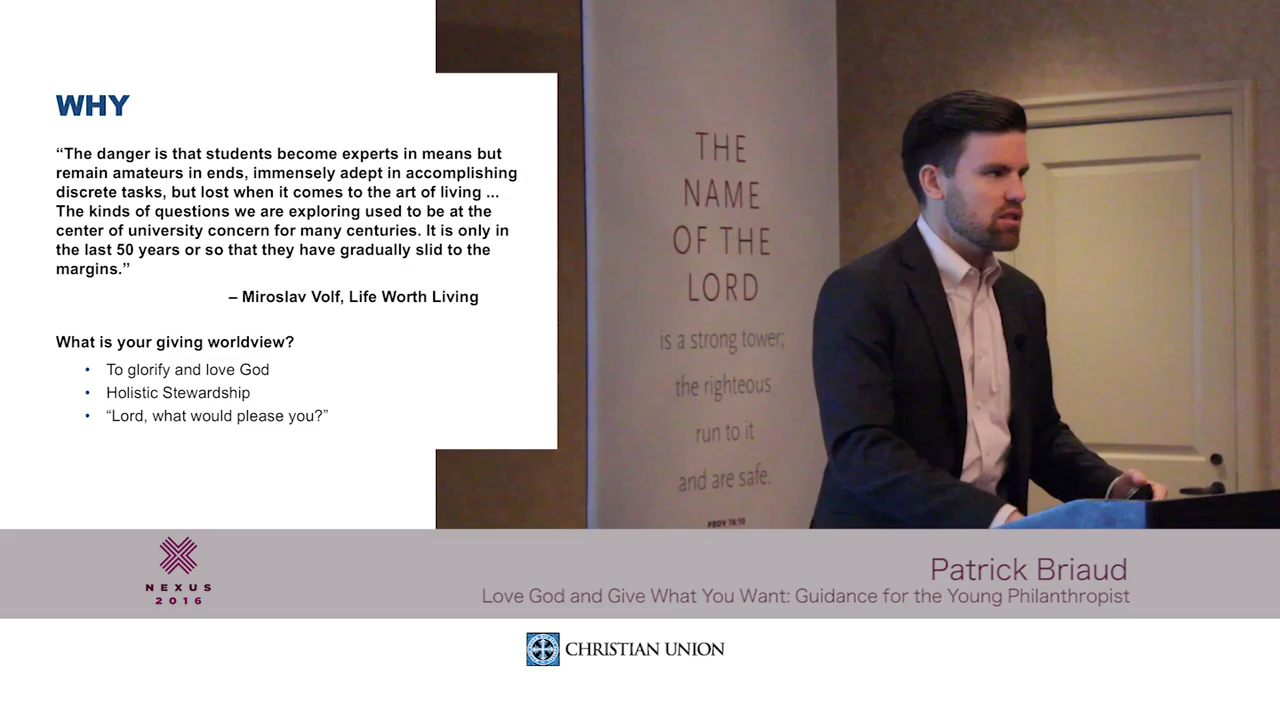 WHY
“The danger is that students become experts in means but
remain amateurs in ends, immensely adept in accomplishing
discrete tasks, but lost when it comes to the art of living ...
The kinds of questions we are exploring used to be at the
center of university concern for many centuries. It is only in
the last 50 years or so that they have gradually slid to the
margins.”
– Miroslav Volf, Life Worth Living
What is your giving worldview?
• To glorify and love God
• Holistic Stewardship
• “Lord, what would please you?”
THE
NAME
OF THE
LORD
is a strong tower;
the righteous
run to it
and are safe.
PROV 18:10
NEXUS
2016
Patrick Briaud
Love God and Give What You Want: Guidance for the Young Philanthropist
CHRISTIAN UNION